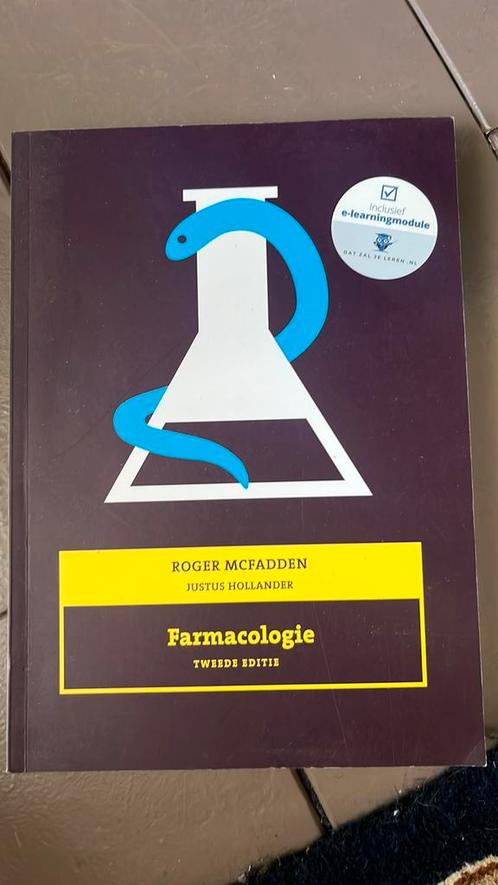 Inclusief
e-learningmodule
DAT ZAL JE LEREN.NL
ROGER MCFADDEN
JUSTUS HOLLANDER
Farmacologie
TWEEDE EDITIE